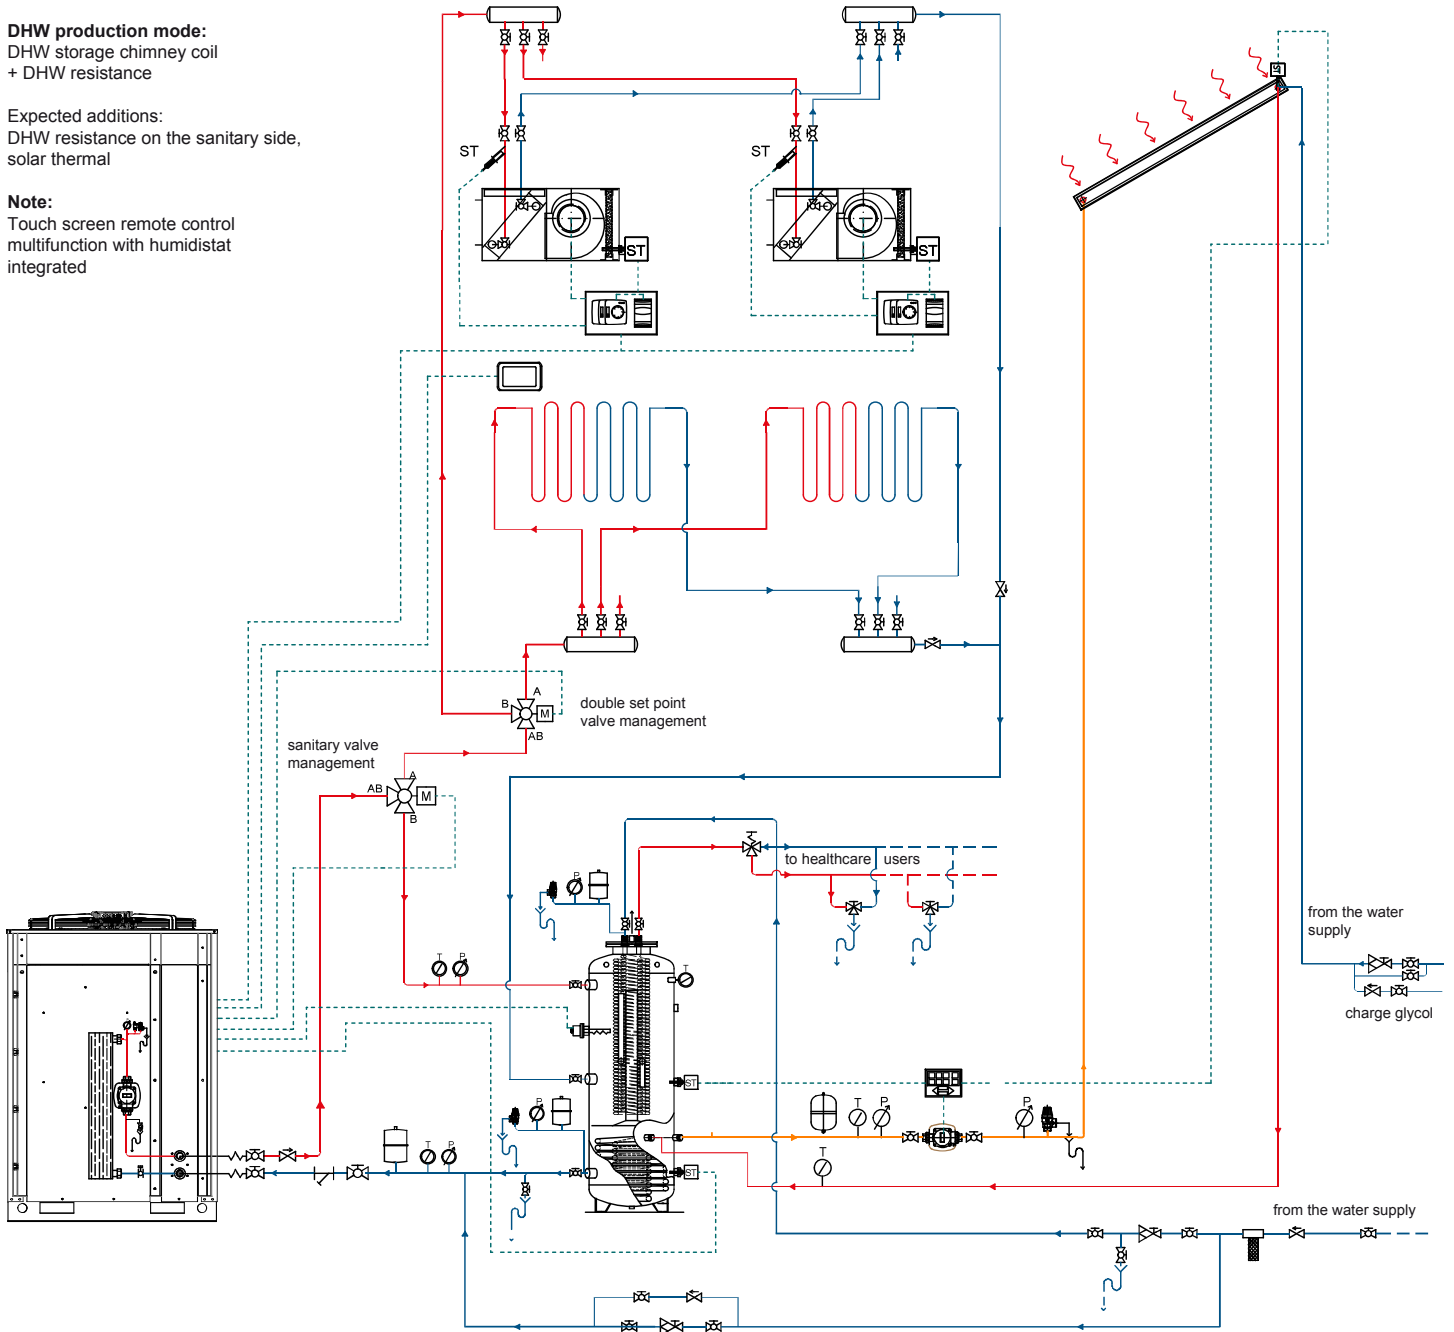 DHW production mode:
DHW storage chimney coil
+ DHW resistance
Expected additions:
DHW resistance on the sanitary side,
solar thermal
Note:
Touch screen remote control
multifunction with humidistat
integrated
ST
ST
ST
ST
ST
A
B
M
AB
double set point
valve management
sanitary valve
management
A
AB
M
B
to healthcare users
P
T
P
T
from the water
supply
charge glycol
ST
P
T
P
T
P
P
T
ST
from the water supply